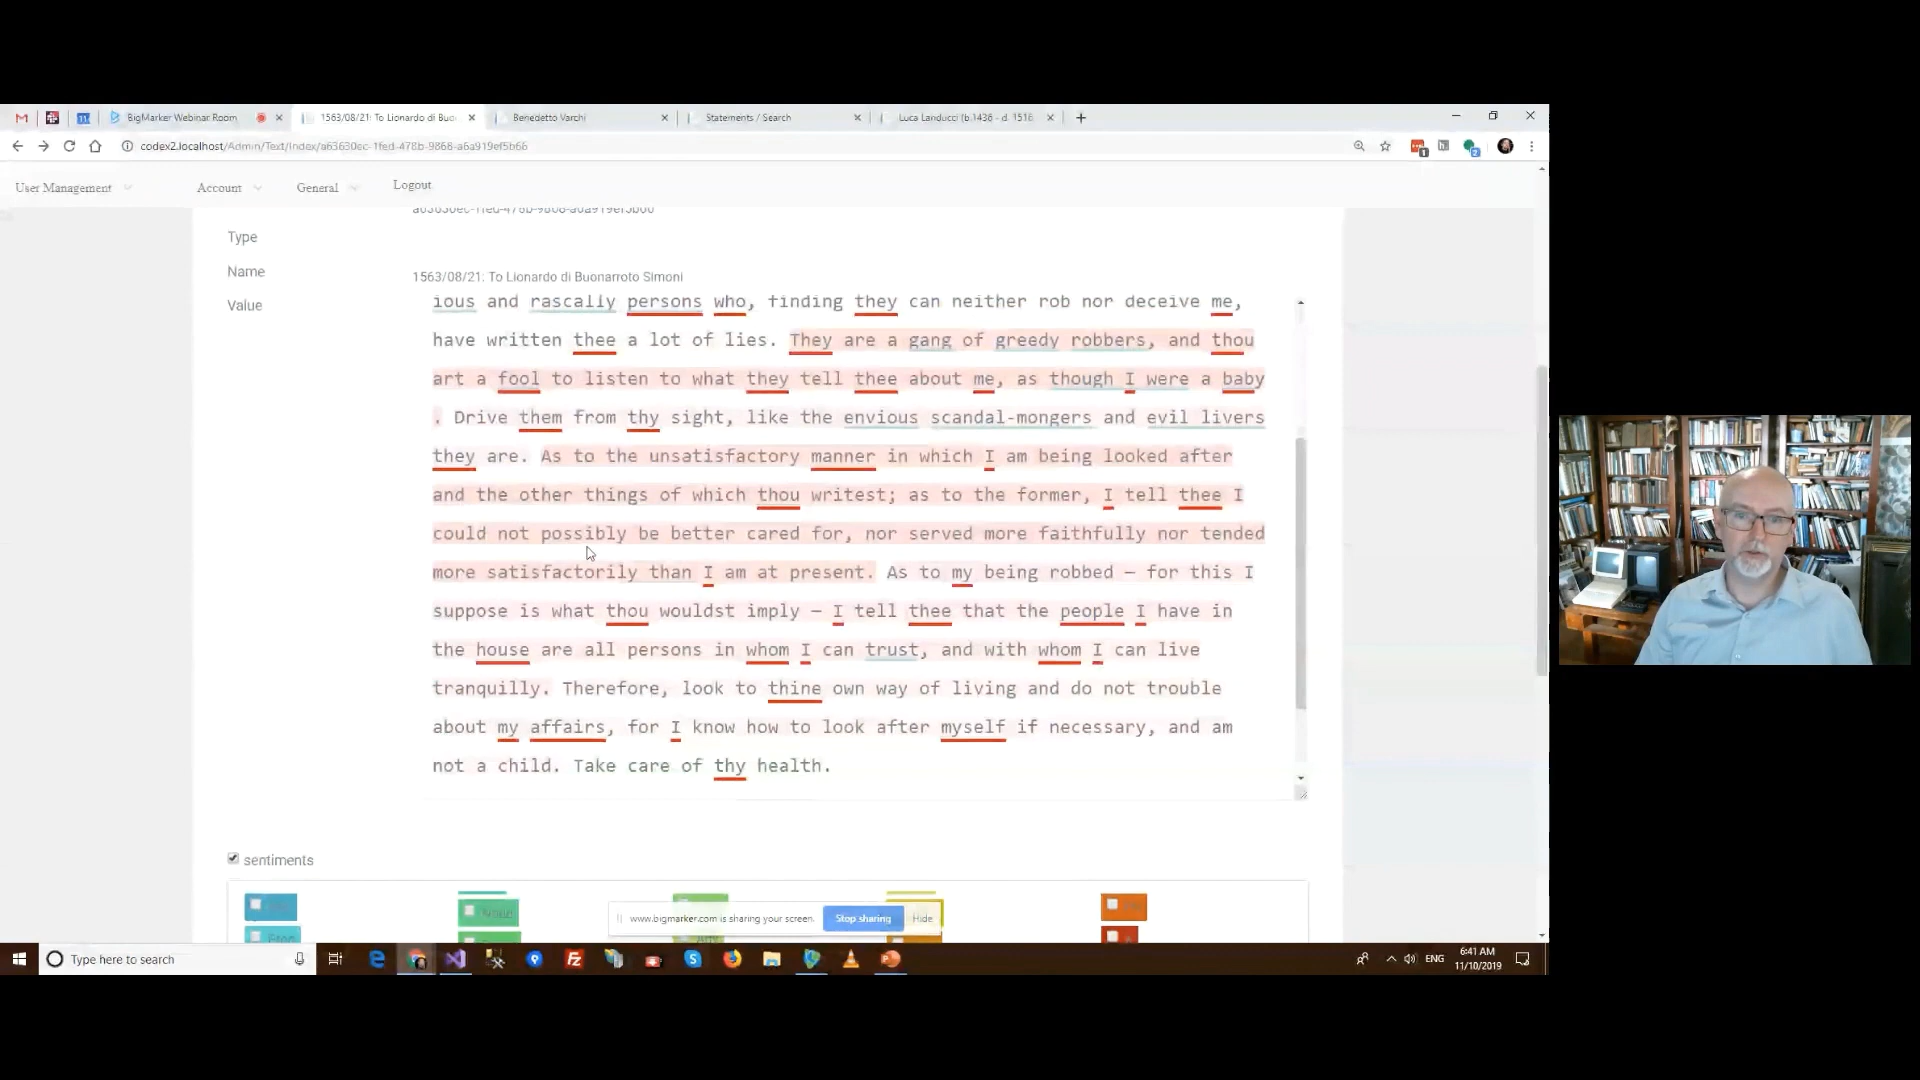 BigMarker Webinar Room
1563/08/21: To Lionardo di Buo
Benedetto Varchi
Statements / Search
Luca Landucci (b.1436 - d. 1516
codex2.localhost/Admin/Text/Index/a63630ec-1fed-478b-9868-a6a919ef5b66
User Management
Account
General
Logout
a63630ec-1fed-478b-9868-a6a919ef5b66
Type
Name
1563/08/21: To Lionardo di Buonarroto Simoni
Value
ious and rascally persons who, finding they can neither rob nor deceive me,
have written thee a lot of lies. They are a gang of greedy robbers, and thou
art a fool to listen to what they tell thee about me, as though I were a baby
. Drive them from thy sight, like the envious scandal-mongers and evil livers
they are. As to the unsatisfactory manner in which I am being looked after
and the other things of which thou writest; as to the former, I tell thee I
could not possibly be better cared for, nor served more faithfully nor tended
more satisfactorily than I am at present. As to my being robbed – for this I
suppose is what thou wouldst imply – I tell thee that the people I have in
the house are all persons in whom I can trust, and with whom I can live
tranquilly. Therefore, look to thine own way of living and do not trouble
about my affairs, for I know how to look after myself if necessary, and am
not a child. Take care of thy health.
sentiments
www.bigmarker.com is sharing your screen.
Stop sharing
Hide
Type here to search
ENG
6:41 AM
11/10/2019